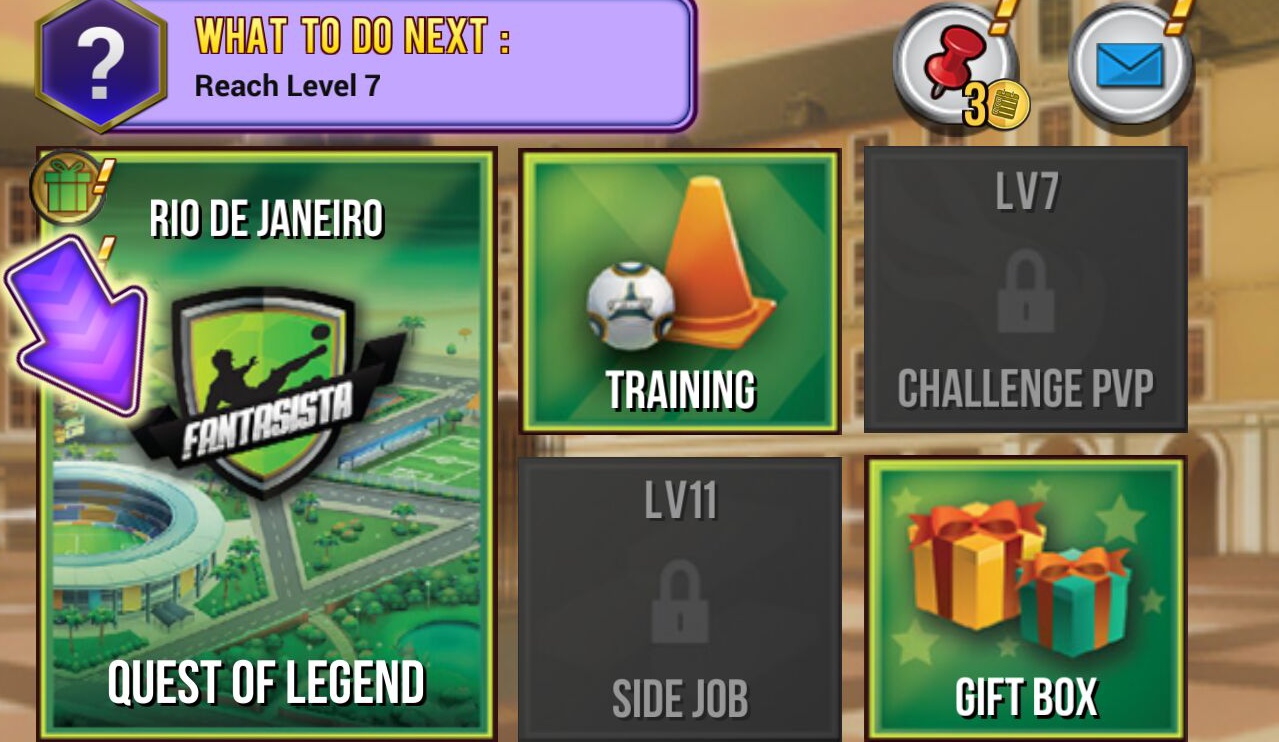 ?
WHAT TO DO NEXT :
Reach Level 7
3
RIO DE JANEIRO
FANTASISTA
QUEST OF LEGEND
TRAINING
LV7
CHALLENGE PVP
LV11
SIDE JOB
GIFT BOX